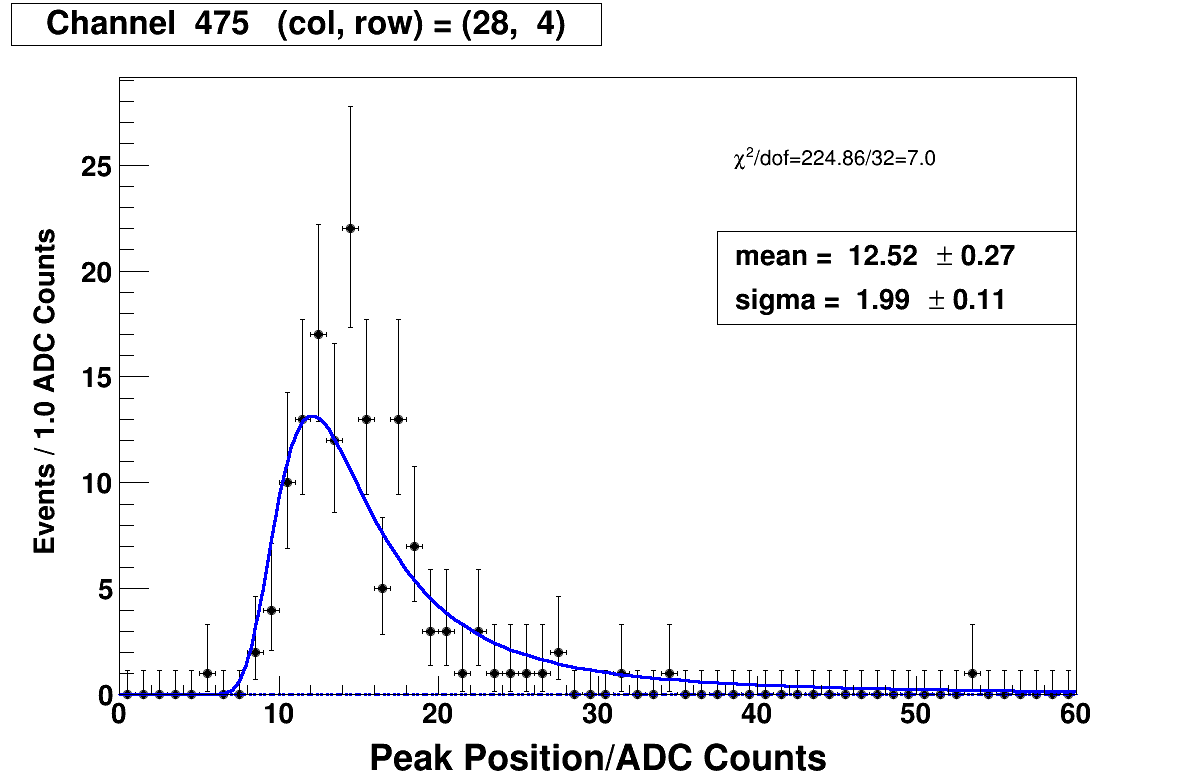 Channel 475 (col, row) = (28, 4)
χ²/dof=224.86/32=7.0
mean = 12.52 ± 0.27
sigma = 1.99 ± 0.11
Events / 1.0 ADC Counts
25
20
15
10
5
0
0 10 20 30 40 50 60
Peak Position/ADC Counts